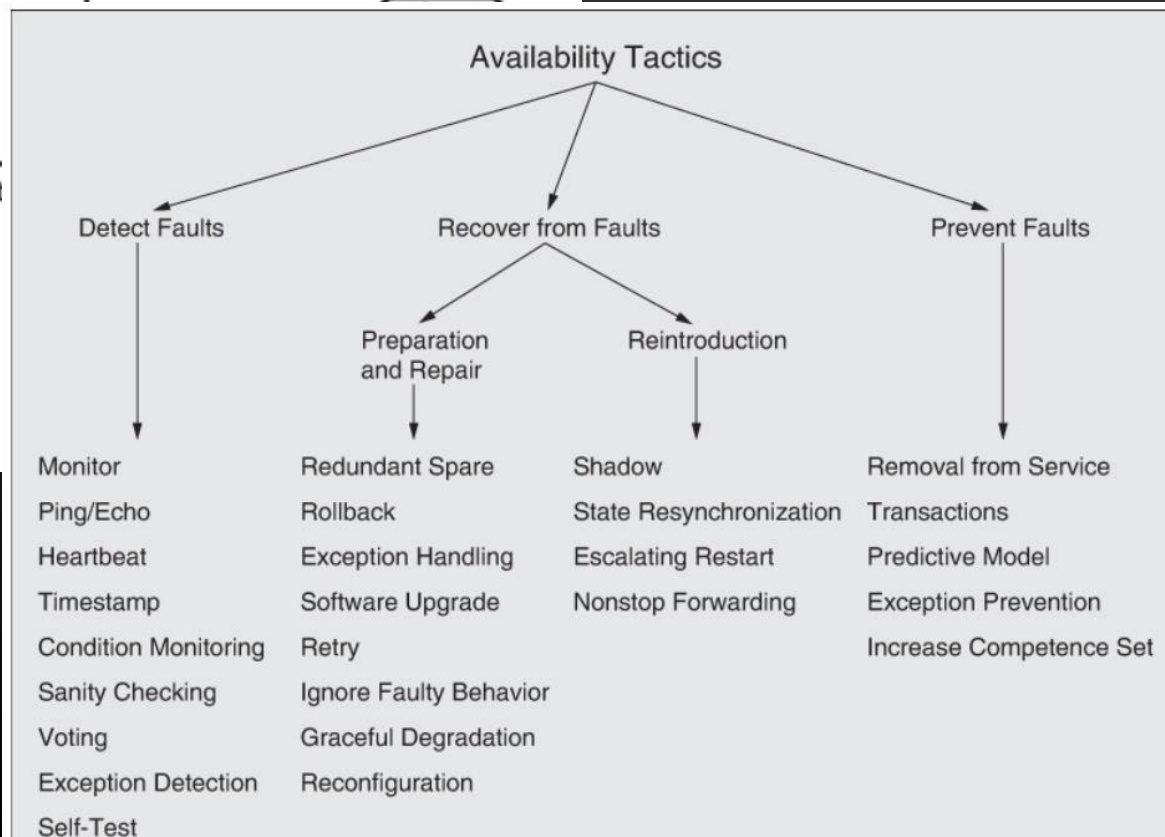 Availability Tactics
Detect Faults
Recover from Faults
Prevent Faults
Preparation
and Repair
Reintroduction
Monitor
Ping/Echo
Heartbeat
Timestamp
Condition Monitoring
Sanity Checking
Voting
Exception Detection
Self-Test
Redundant Spare
Rollback
Exception Handling
Software Upgrade
Retry
Ignore Faulty Behavior
Graceful Degradation
Reconfiguration
Shadow
State Resynchronization
Escalating Restart
Nonstop Forwarding
Removal from Service
Transactions
Predictive Model
Exception Prevention
Increase Competence Set